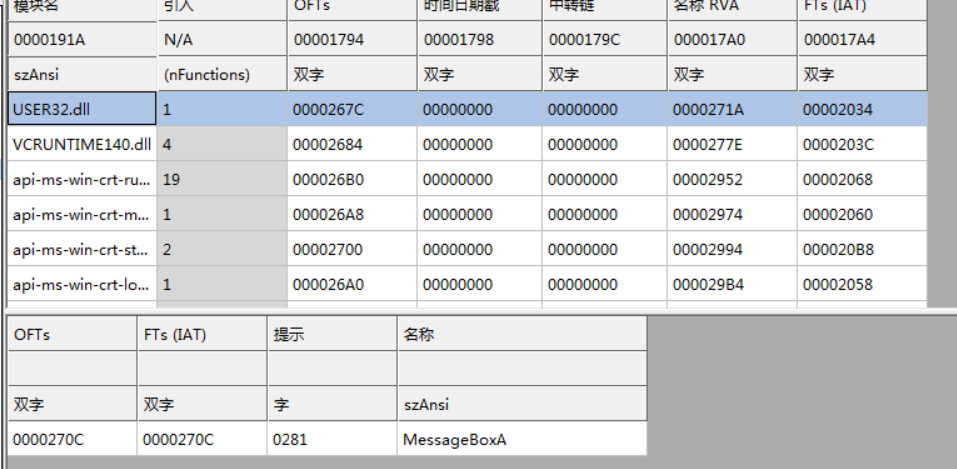 模块名 引入 OFTs 时间日期戳 中转链 名称 RVA FTs (IAT)
0000191A N/A 00001794 00001798 0000179C 000017A0 000017A4
szAnsi (nFunctions) 双字 双字 双字 双字 双字
USER32.dll 1 0000267C 00000000 00000000 0000271A 00002034
VCRUNTIME140.dll 4 00002684 00000000 00000000 0000277E 0000203C
api-ms-win-crt-ru... 19 000026B0 00000000 00000000 00002952 00002068
api-ms-win-crt-m... 1 000026A8 00000000 00000000 00002974 00002060
api-ms-win-crt-st... 2 00002700 00000000 00000000 00002994 000020B8
api-ms-win-crt-lo... 1 000026A0 00000000 00000000 000029B4 00002058
OFTs FTs (IAT) 提示 名称
双字 双字 字 szAnsi
0000270C 0000270C 0281 MessageBoxA